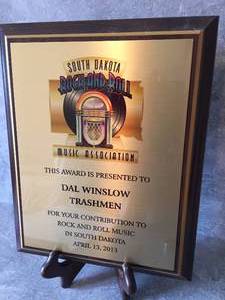 SOUTH DAKOTA
ROCK AND ROLL
MUSIC ASSOCIATION
THIS AWARD IS PRESENTED TO
DAL WINSLOW
TRASHMEN
FOR YOUR CONTRIBUTION TO
ROCK AND ROLL MUSIC
IN SOUTH DAKOTA
APRIL 13, 2013